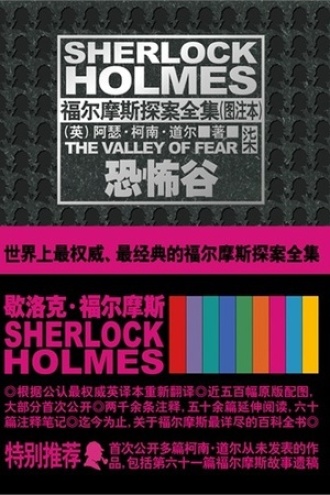 SHERLOCK
HOLMES
福尔摩斯探案全集(图注本)
(英)阿瑟·柯南·道尔■著■
THE VALLEY OF FEAR
柒
恐怖谷
世界上最权威、最经典的福尔摩斯探案全集
歇洛克·福尔摩斯
SHERLOCK
HOLMES
◎根据公认最权威英译本重新翻译◎近五百幅原版配图,
大部分首次公开◎两千余条注释,五十余篇延伸阅读,六十
篇注释笔记◎迄今为止,关于福尔摩斯最详尽的百科全书◎
特别推荐
首次公开多篇柯南·道尔从未发表的作
品,包括第六十一篇福尔摩斯故事遗稿